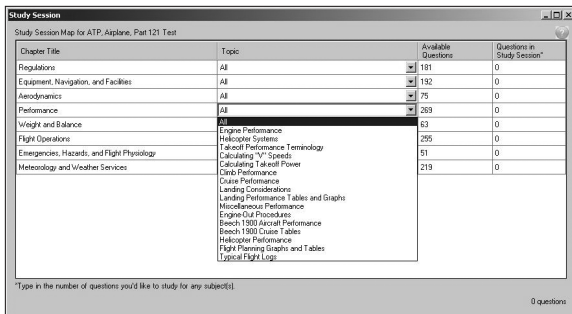 Study Session
Study Session Map for ATP, Airplane, Part 121 Test
Chapter Title Topic Available Questions Questions in Study Session*
Regulations All 181 0
Equipment, Navigation, and Facilities All 192 0
Aerodynamics All 75 0
Performance All 269 0
Weight and Balance 63 0
Flight Operations 255 0
Emergencies, Hazards, and Flight Physiology 51 0
Meteorology and Weather Services 219 0
All
Engine Performance
Helicopter Systems
Takeoff Performance Terminology
Calculating "V" Speeds
Calculating Takeoff Power
Climb Performance
Cruise Performance
Landing Considerations
Landing Performance Tables and Graphs
Miscellaneous Performance
Engine-Out Procedures
Beech 1900 Aircraft Performance
Beech 1900 Cruise Tables
Helicopter Performance
Flight Planning Graphs and Tables
Typical Flight Logs
*Type in the number of questions you'd like to study for any subject(s).
0 questions